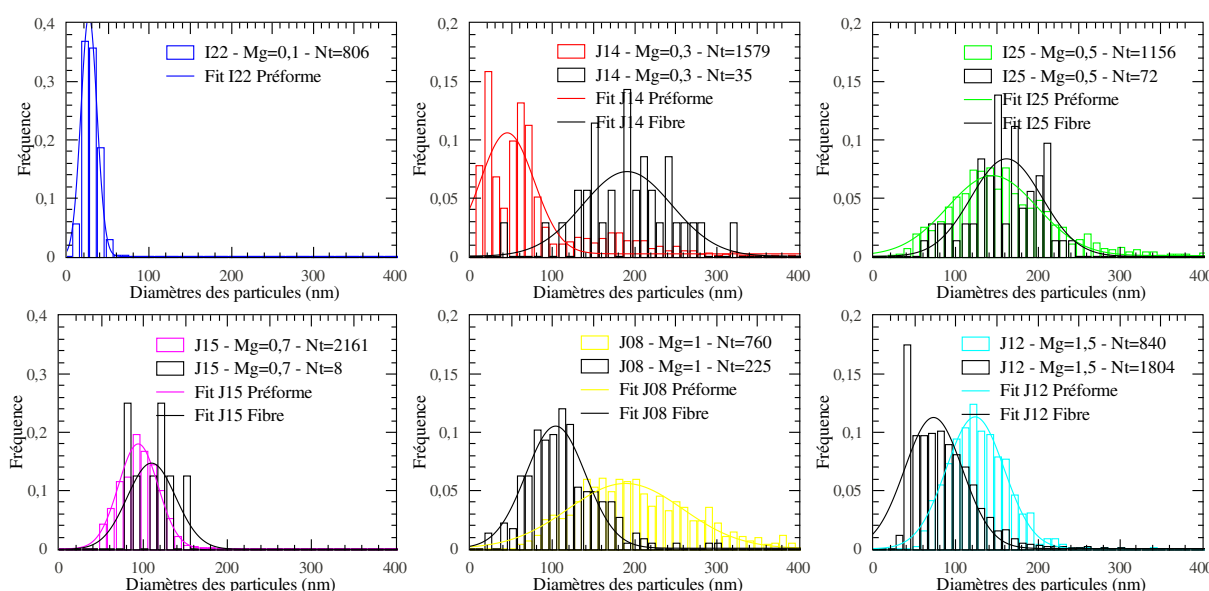 0,4
0,3
0,2
0,1
0
Fréquence
I22 - Mg=0,1 - Nt=806
Fit I22 Préforme
0 100 200 300 400
Diamètres des particules (nm)
0,2
0,15
0,1
0,05
0
Fréquence
J14 - Mg=0,3 - Nt=1579
J14 - Mg=0,3 - Nt=35
Fit J14 Préforme
Fit J14 Fibre
0 100 200 300 400
Diamètres des particules (nm)
0,2
0,15
0,1
0,05
0
Fréquence
I25 - Mg=0,5 - Nt=1156
I25 - Mg=0,5 - Nt=72
Fit I25 Préforme
Fit I25 Fibre
0 100 200 300 400
Diamètres des particules (nm)
0,4
0,3
0,2
0,1
0
Fréquence
J15 - Mg=0,7 - Nt=2161
J15 - Mg=0,7 - Nt=8
Fit J15 Préforme
Fit J15 Fibre
0 100 200 300 400
Diamètres des particules (nm)
0,2
0,15
0,1
0,05
0
Fréquence
J08 - Mg=1 - Nt=760
J08 - Mg=1 - Nt=225
Fit J08 Préforme
Fit J08 Fibre
0 100 200 300 400
Diamètres des particules (nm)
0,2
0,15
0,1
0,05
0
Fréquence
J12 - Mg=1,5 - Nt=840
J12 - Mg=1,5 - Nt=1804
Fit J12 Préforme
Fit J12 Fibre
0 100 200 300 400
Diamètres des particules (nm)